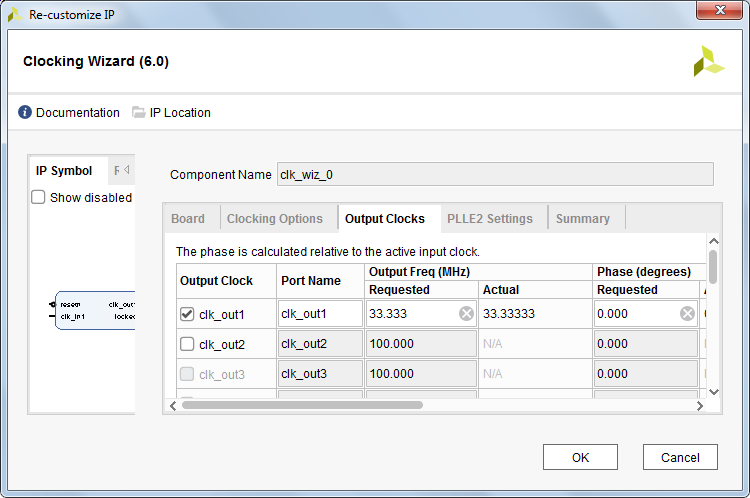 Re-customize IP
Clocking Wizard (6.0)
Documentation IP Location
IP Symbol
Show disabled
resetn clk_out1
clk_in1 locked
Component Name clk_wiz_0
Board Clocking Options Output Clocks PLLE2 Settings Summary
The phase is calculated relative to the active input clock.
Output Clock Port Name Output Freq (MHz) Phase (degrees)
Requested Actual Requested
clk_out1 clk_out1 33.333 33.33333 0.000
clk_out2 clk_out2 100.000 N/A 0.000
clk_out3 clk_out3 100.000 N/A 0.000
OK Cancel